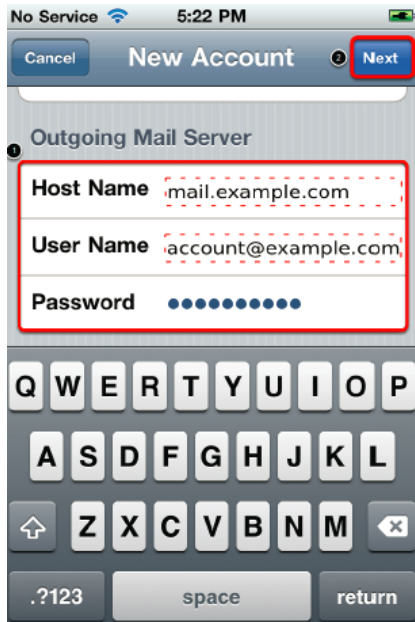 No Service 5:22 PM
Cancel New Account 2 Next
1 Outgoing Mail Server
Host Name mail.example.com
User Name account@example.com
Password ●●●●●●●●●●
Q W E R T Y U I O P
A S D F G H J K L
Z X C V B N M
.?123 space return